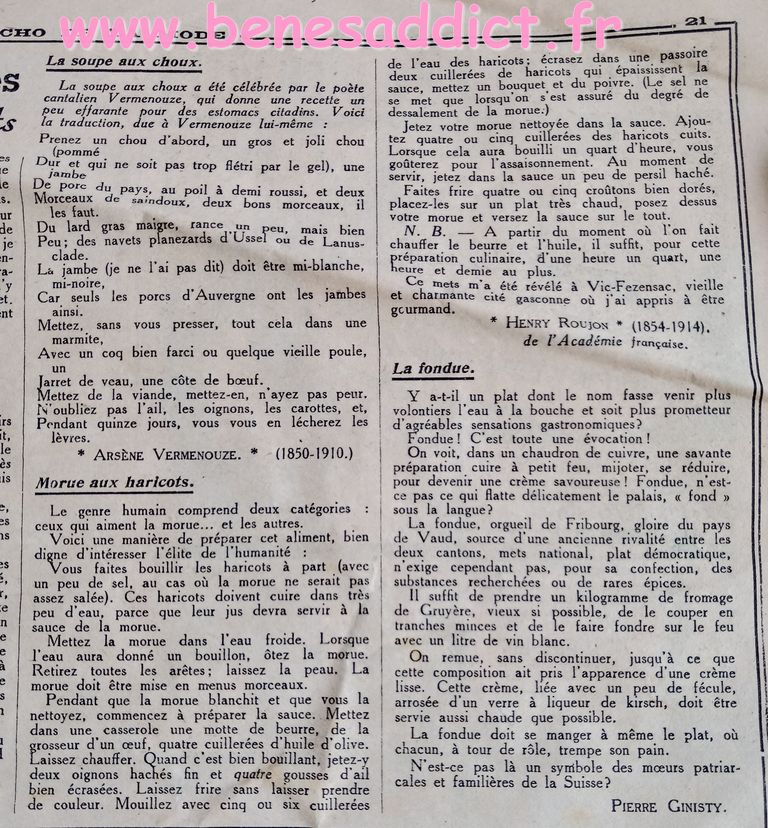 www.benesaddict.fr
CHO
ODE
21
La soupe aux choux.
La soupe aux choux a été célébrée par le poète
cantalien Vermenouze, qui donne une recette un
peu effarante pour des estomacs citadins. Voici
la traduction, due à Vermenouze lui-même :
Prenez un chou d'abord, un gros et joli chou
(pommé
Dur et qui ne soit pas trop flétri par le gel), une
jambe
De porc du pays, au poil à demi roussi, et deux
Morceaux de saindoux, deux bons morceaux, il
les faut.
Du lard gras maigre, rance un peu, mais bien
Peu ; des navets planezards d'Ussel ou de Lanus-
clade.
La jambe (je ne l'ai pas dit) doit être mi-blanche,
mi-noire,
Car seuls les porcs d'Auvergne ont les jambes
ainsi.
Mettez, sans vous presser, tout cela dans une
marmite,
Avec un coq bien farci ou quelque vieille poule,
un
Jarret de veau, une côte de bœuf.
Mettez de la viande, mettez-en, n'ayez pas peur.
N'oubliez pas l'ail, les oignons, les carottes, et,
Pendant quinze jours, vous vous en lécherez les
lèvres.
* ARSÈNE VERMENOUZE. * (1850-1910.)
Morue aux haricots.
Le genre humain comprend deux catégories :
ceux qui aiment la morue... et les autres.
Voici une manière de préparer cet aliment, bien
digne d'intéresser l'élite de l'humanité :
Vous faites bouillir les haricots à part (avec
un peu de sel, au cas où la morue ne serait pas
assez salée). Ces haricots doivent cuire dans très
peu d'eau, parce que leur jus devra servir à la
sauce de la morue.
Mettez la morue dans l'eau froide. Lorsque
l'eau aura donné un bouillon, ôtez la morue.
Retirez toutes les arêtes ; laissez la peau. La
morue doit être mise en menus morceaux.
Pendant que la morue blanchit et que vous la
nettoyez, commencez à préparer la sauce. Mettez
dans une casserole une motte de beurre, de la
grosseur d'un œuf, quatre cuillerées d'huile d'olive.
Laissez chauffer. Quand c'est bien bouillant, jetez-y
deux oignons hachés fin et quatre gousses d'ail
bien écrasées. Laissez frire sans laisser prendre
de couleur. Mouillez avec cinq ou six cuillerées
de l'eau des haricots ; écrasez dans une passoire
deux cuillerées de haricots qui épaississent la
sauce, mettez un bouquet et du poivre. (Le sel ne
se met que lorsqu'on s'est assuré du degré de
dessalement de la morue.)
Jetez votre morue nettoyée dans la sauce. Ajou-
tez quatre ou cinq cuillerées des haricots cuits.
Lorsque cela aura bouilli un quart d'heure, vous
goûterez pour l'assaisonnement. Au moment de
servir, jetez dans la sauce un peu de persil haché.
Faites frire quatre ou cinq croûtons bien dorés,
placez-les sur un plat très chaud, posez dessus
votre morue et versez la sauce sur le tout.
N. B. — A partir du moment où l'on fait
chauffer le beurre et l'huile, il suffit, pour cette
préparation culinaire, d'une heure un quart, une
heure et demie au plus.
Ce mets m'a été révélé à Vic-Fezensac, vieille
et charmante cité gasconne où j'ai appris à être
gourmand.
* HENRY ROUJON * (1854-1914).
de l'Académie française.
La fondue.
Y a-t-il un plat dont le nom fasse venir plus
volontiers l'eau à la bouche et soit plus prometteur
d'agréables sensations gastronomiques?
Fondue ! C'est toute une évocation !
On voit, dans un chaudron de cuivre, une savante
préparation cuire à petit feu, mijoter, se réduire,
pour devenir une crème savoureuse ! Fondue, n'est-
ce pas ce qui flatte délicatement le palais, « fond »
sous la langue?
La fondue, orgueil de Fribourg, gloire du pays
de Vaud, source d'une ancienne rivalité entre les
deux cantons, mets national, plat démocratique,
n'exige cependant pas, pour sa confection, des
substances recherchées ou de rares épices.
Il suffit de prendre un kilogramme de fromage
de Gruyère, vieux si possible, de le couper en
tranches minces et de le faire fondre sur le feu
avec un litre de vin blanc.
On remue, sans discontinuer, jusqu'à ce que
cette composition ait pris l'apparence d'une crème
lisse. Cette crème, liée avec un peu de fécule,
arrosée d'un verre à liqueur de kirsch, doit être
servie aussi chaude que possible.
La fondue doit se manger à même le plat, où
chacun, à tour de rôle, trempe son pain.
N'est-ce pas là un symbole des mœurs patriar-
cales et familières de la Suisse?
PIERRE GINISTY.